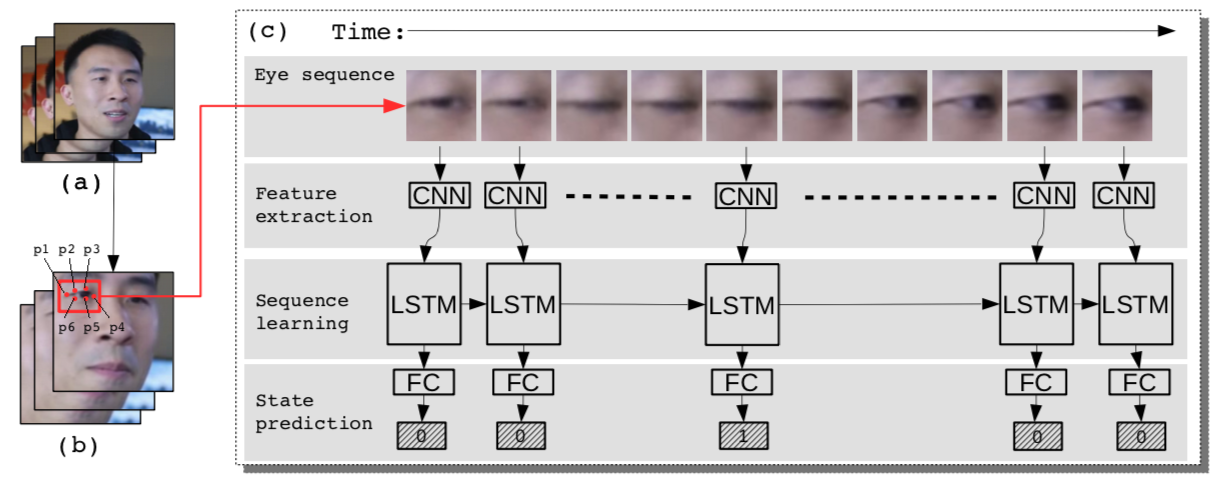 (c) Time:
Eye sequence
(a)
Feature extraction
CNN CNN CNN CNN CNN
p1 p2 p3
p6 p5 p4
Sequence learning
LSTM LSTM LSTM LSTM LSTM
FC FC FC FC FC
State prediction
0 0 1 0 0
(b)